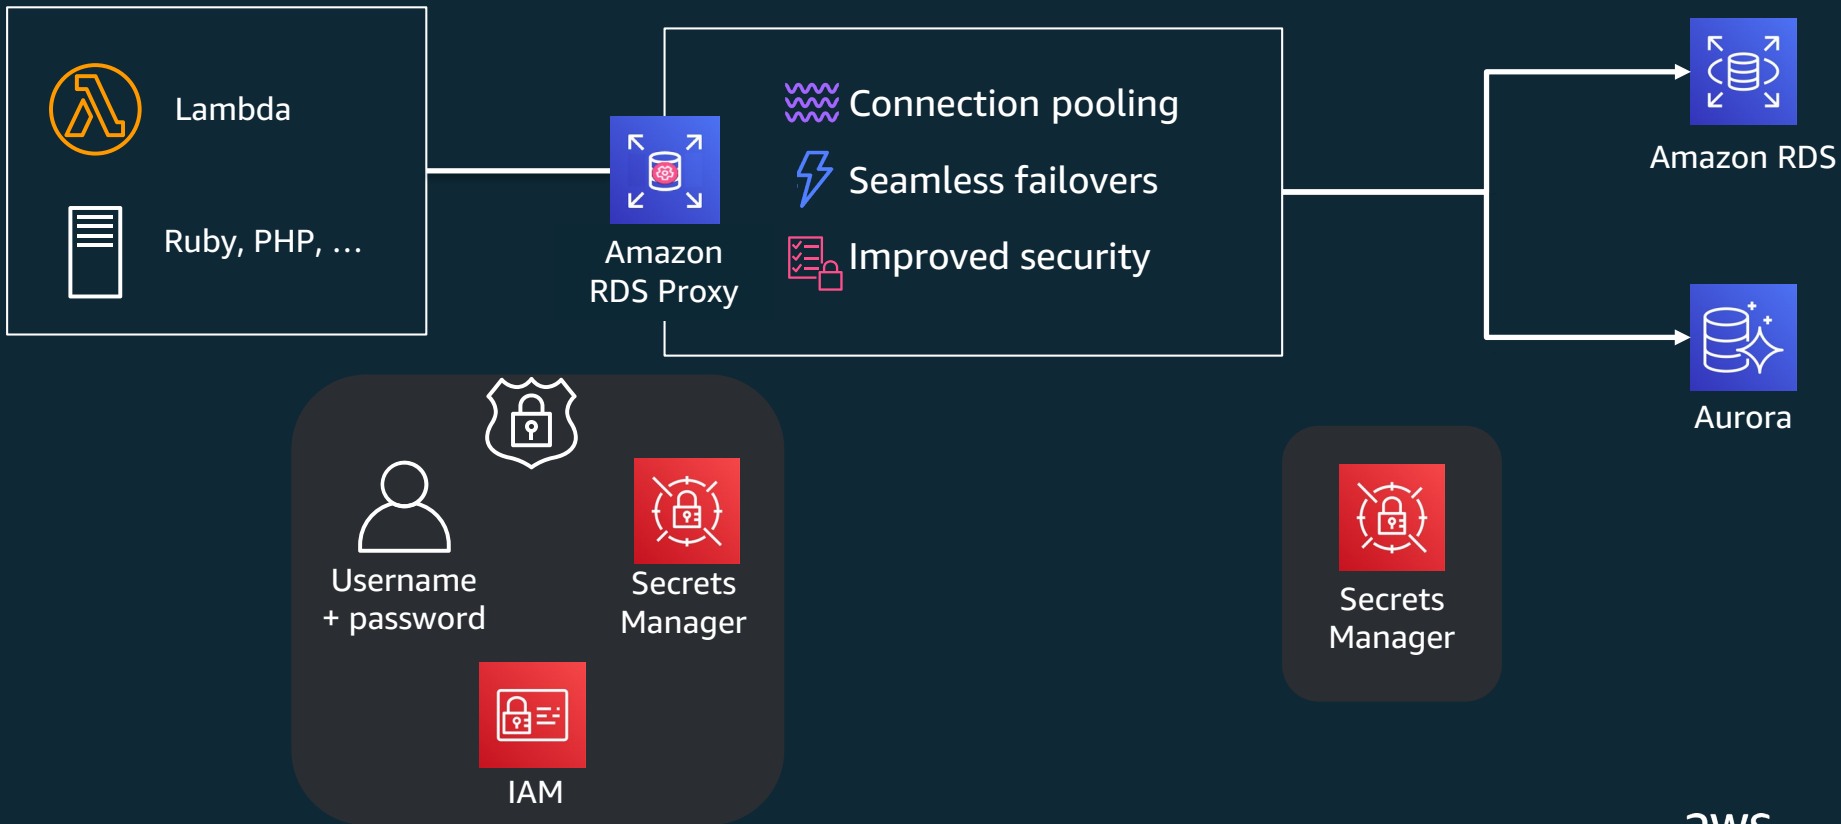 Lambda
Ruby, PHP, ...
Amazon
RDS Proxy
Connection pooling
Seamless failovers
Improved security
Amazon RDS
Aurora
Username
+ password
Secrets
Manager
IAM
Secrets
Manager
aws